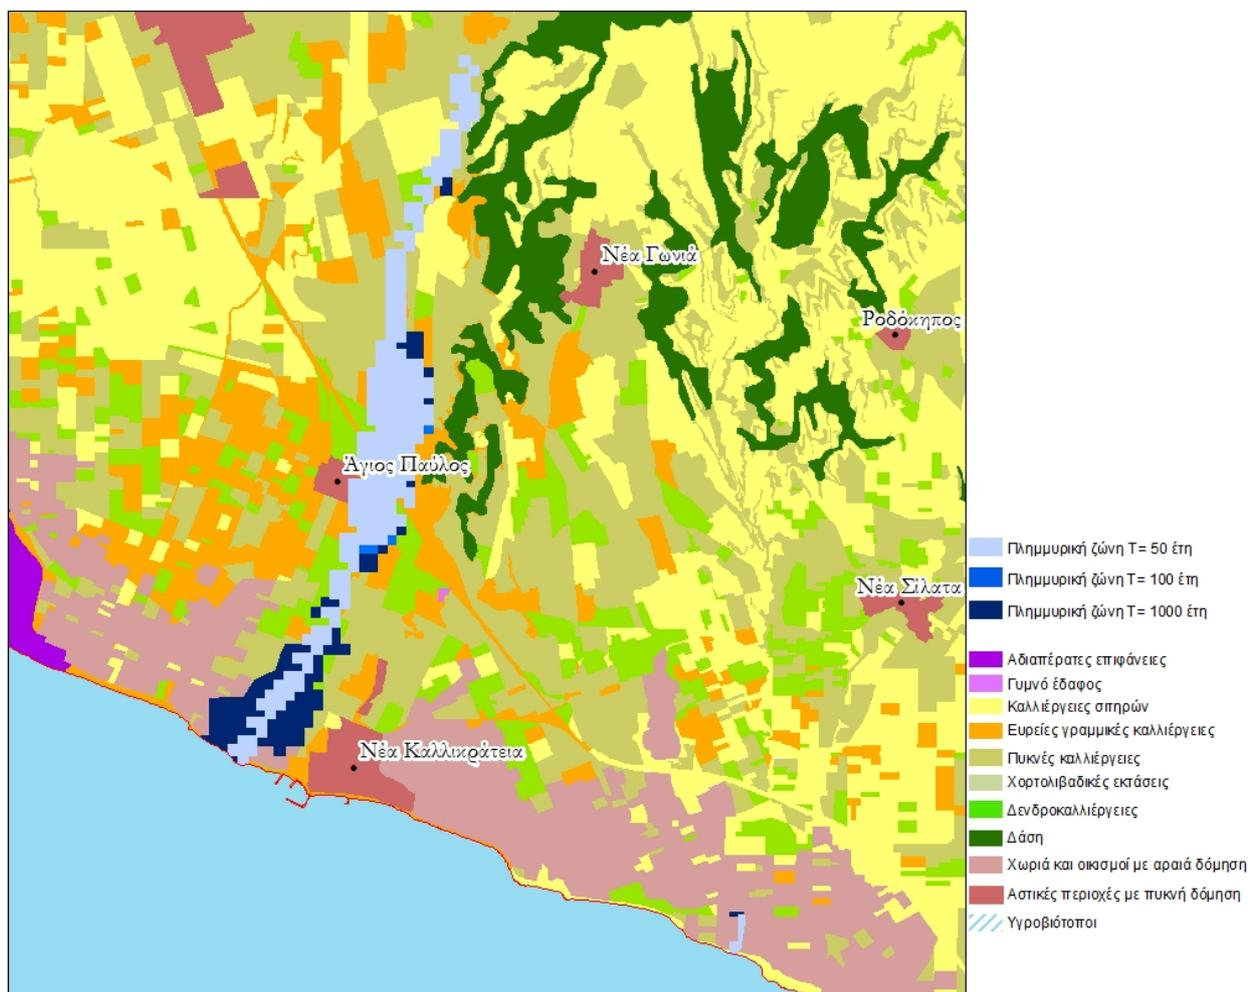 Νέα Γωνιά
Ροδόκηπος
Άγιος Παύλος
Νέα Σίλατα
Νέα Καλλικράτεια
Πλημμυρική ζώνη Τ= 50 έτη
Πλημμυρική ζώνη Τ= 100 έτη
Πλημμυρική ζώνη Τ= 1000 έτη
Αδιαπέρατες επιφάνειες
Γυμνό έδαφος
Καλλιέργειες σιτηρών
Ευρείες γραμμικές καλλιέργειες
Πυκνές καλλιέργειες
Χορτολιβαδικές εκτάσεις
Δενδροκαλλιέργειες
Δάση
Χωριά και οικισμοί με αραιά δόμηση
Αστικές περιοχές με πυκνή δόμηση
Υγροβιότοποι